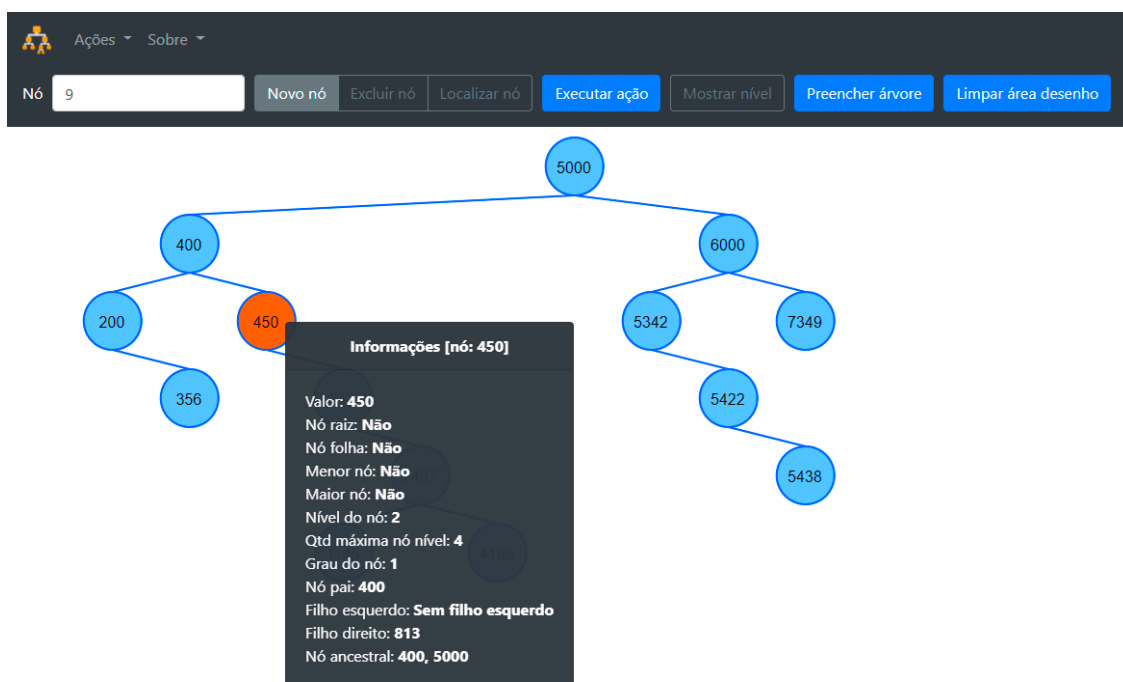 Ações Sobre
Nó 9 Novo nó Excluir nó Localizar nó Executar ação Mostrar nível Preencher árvore Limpar área desenho
5000
400 6000
200 450 5342 7349
Informações [nó: 450]
356 5422
Valor: 450
Nó raiz: Não
Nó folha: Não
Menor nó: Não
5438
Maior nó: Não
Nível do nó: 2
Qtd máxima nó nível: 4
4195
Grau do nó: 1
Nó pai: 400
Filho esquerdo: Sem filho esquerdo
Filho direito: 813
Nó ancestral: 400, 5000